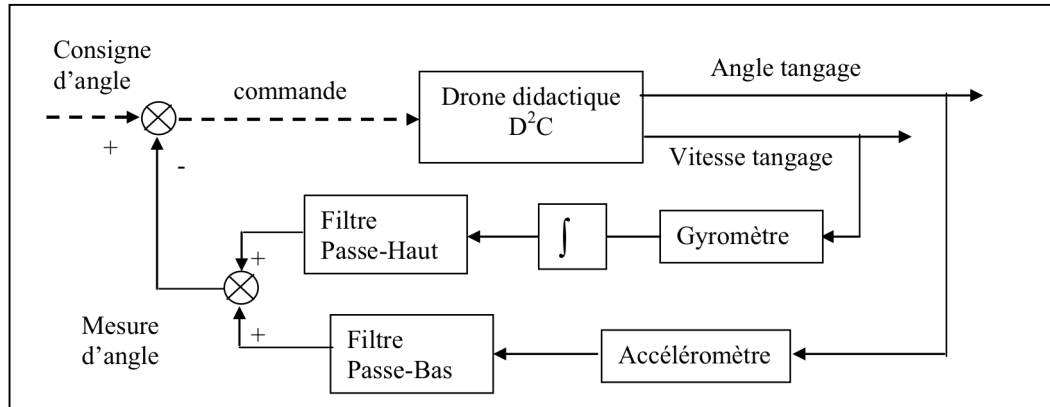 Consigne
d'angle
commande
Drone didactique
D²C
Angle tangage
Vitesse tangage
+
-
Filtre
Passe-Haut
∫
Gyromètre
+
+
Mesure
d'angle
Filtre
Passe-Bas
Accéléromètre